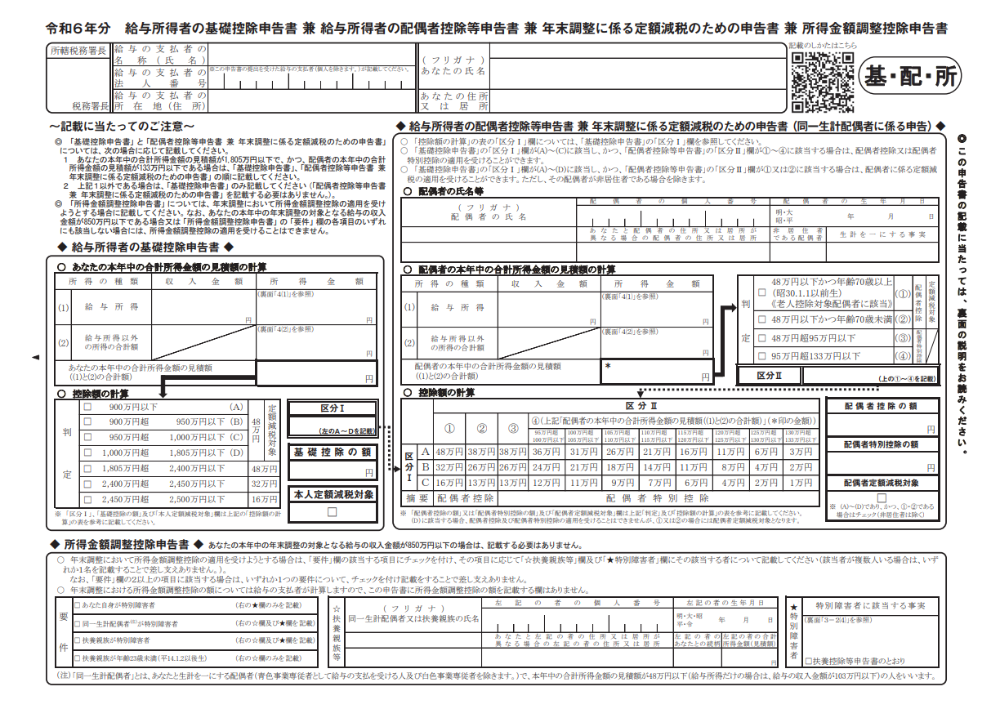 令和6年分　給与所得者の基礎控除申告書 兼 給与所得者の配偶者控除等申告書 兼 年末調整に係る定額減税のための申告書 兼 所得金額調整控除申告書
所轄税務署長
税務署長
給与の支払者の名称（氏名）
給与の支払者の法人番号
※この申告書の提出を受けた給与の支払者（個人を除きます。）が記載してください。
給与の支払者の所在地（住所）
（フリガナ）
あなたの氏名
あなたの住所又は居所
記載のしかたはこちら
基・配・所
～記載に当たってのご注意～
◎ 「基礎控除申告書」と「配偶者控除等申告書 兼 年末調整に係る定額減税のための申告書」
については、次の場合に応じて記載してください。
1 あなたの本年中の合計所得金額の見積額が1,805万円以下で、かつ、配偶者の本年中の合計
所得金額の見積額が133万円以下である場合は、「基礎控除申告書」、「配偶者控除等申告書 兼
年末調整に係る定額減税のための申告書」の順に記載してください。
2 上記1以外である場合は、「基礎控除申告書」のみ記載してください（「配偶者控除等申告書
兼 年末調整に係る定額減税のための申告書」を記載する必要はありません。）。
◎ 「所得金額調整控除申告書」については、年末調整において所得金額調整控除の適用を受け
ようとする場合に記載してください。なお、あなたの本年中の年末調整の対象となる給与の収入
金額が850万円以下である場合又は「所得金額調整控除申告書」の「要件」欄の各項目のいずれ
にも該当しない場合には、所得金額調整控除の適用を受けることはできません。
◆ 給与所得者の基礎控除申告書 ◆
○ あなたの本年中の合計所得金額の見積額の計算
所得の種類 収入金額 所得金額
(1) 給与所得 円 (裏面「4(1)」を参照) 円
(2) 給与所得以外の所得の合計額 (裏面「4(2)」を参照) 円
あなたの本年中の合計所得金額の見積額
((1)と(2)の合計額) 円
○ 控除額の計算
判定
□ 900万円以下 (A)
□ 900万円超 950万円以下 (B)
□ 950万円超 1,000万円以下 (C)
□ 1,000万円超 1,805万円以下 (D)
48万円
定額減税対象
□ 1,805万円超 2,400万円以下 48万円
□ 2,400万円超 2,450万円以下 32万円
□ 2,450万円超 2,500万円以下 16万円
区分Ⅰ
(左のA～Dを記載)
基礎控除の額
円
本人定額減税対象
□
※ 「区分Ⅰ」、「基礎控除の額」及び「本人定額減税対象」欄は上記の「控除額の計
算」の表を参考に記載してください。
◆ 給与所得者の配偶者控除等申告書 兼 年末調整に係る定額減税のための申告書（同一生計配偶者に係る申告） ◆
○ 「控除額の計算」の表の「区分Ⅰ」欄については、「基礎控除申告書」の「区分Ⅰ」欄を参照してください。
○ 「基礎控除申告書」の「区分Ⅰ」欄が(A)～(C)に該当し、かつ、「配偶者控除等申告書」の「区分Ⅱ」欄が①～④に該当する場合は、配偶者控除又は配偶者
特別控除の適用を受けることができます。
○ 「基礎控除申告書」の「区分Ⅰ」欄が(A)～(D)に該当し、かつ、「配偶者控除等申告書」の「区分Ⅱ」欄が①又は②に該当する場合は、配偶者に係る定額減
税の適用を受けることができます。ただし、その配偶者が非居住者である場合を除きます。
○ 配偶者の氏名等
（フリガナ）
配偶者の氏名
配偶者の個人番号
配偶者の生年月日
明・大
昭・平 年 月 日
あなたと配偶者の住所又は居所が
異なる場合の配偶者の住所又は居所
非居住者
である配偶者
生計を一にする事実
○ 配偶者の本年中の合計所得金額の見積額の計算
所得の種類 収入金額 所得金額
(1) 給与所得 円 (裏面「4(1)」を参照) 円
(2) 給与所得以外の所得の合計額 (裏面「4(2)」を参照) 円
配偶者の本年中の合計所得金額の見積額
((1)と(2)の合計額) * 円
判定
□ 48万円以下かつ年齢70歳以上
(昭30.1.1以前生)
《老人控除対象配偶者に該当》 (①)
□ 48万円以下かつ年齢70歳未満 (②)
□ 48万円超95万円以下 (③)
□ 95万円超133万円以下 (④)
配偶者控除
配偶者特別控除
定額減税対象
区分Ⅱ
(上の①～④を記載)
○ 控除額の計算
区分Ⅱ
① ② ③ ④(上記「配偶者の本年中の合計所得金額の見積額((1)と(2)の合計額)」(＊印の金額))
95万円超100万円以下 100万円超105万円以下 105万円超110万円以下 110万円超115万円以下 115万円超120万円以下 120万円超125万円以下 125万円超130万円以下 130万円超133万円以下
区分Ⅰ
A 48万円 38万円 38万円 36万円 31万円 26万円 21万円 16万円 11万円 6万円 3万円
B 32万円 26万円 26万円 24万円 21万円 18万円 14万円 11万円 8万円 4万円 2万円
C 16万円 13万円 13万円 12万円 11万円 9万円 7万円 6万円 4万円 2万円 1万円
摘要 配偶者控除 配偶者特別控除
※ 「配偶者控除の額」又は「配偶者特別控除の額」及び「配偶者定額減税対象」欄は上記「判定」及び「控除額の計算」の表を参考に記載してください。
(D)に該当する場合、配偶者控除及び配偶者特別控除の適用を受けることはできませんが、①又は②の場合には配偶者定額減税対象となります。
配偶者控除の額
円
配偶者特別控除の額
円
配偶者定額減税対象
□
※ (A)～(D)であり、かつ、①・②である
場合はチェック(非居住者は除く)
◎この申告書の記載に当たっては、裏面の説明をお読みください。
◆ 所得金額調整控除申告書 ◆ あなたの本年中の年末調整の対象となる給与の収入金額が850万円以下の場合は、記載する必要はありません。
○ 年末調整において所得金額調整控除の適用を受けようとする場合は、「要件」欄の該当する項目にチェックを付け、その項目に応じて「☆扶養親族等」欄及び「★特別障害者」欄にその該当する者について記載してください（該当者が複数人いる場合は、いず
れか1名を記載することで差し支えありません。）。
なお、「要件」欄の2以上の項目に該当する場合は、いずれか1つの要件について、チェックを付け記載をすることで差し支えありません。
○ 年末調整における所得金額調整控除の額については給与の支払者が計算しますので、この申告書に所得金額調整控除の額を記載する欄はありません。
要件
□ あなた自身が特別障害者 (右の★欄のみを記載)
□ 同一生計配偶者(注)が特別障害者 (右の☆欄及び★欄を記載)
□ 扶養親族が特別障害者 (右の☆欄及び★欄を記載)
□ 扶養親族が年齢23歳未満(平14.1.2以後生) (右の☆欄のみを記載)
☆扶養親族等
（フリガナ）
同一生計配偶者又は扶養親族の氏名
左記の者の個人番号
左記の者の生年月日
明・大・昭
平・令 年 月 日
あなたと左記の者の住所又は居所が
異なる場合の左記の者の住所又は居所
左記の者の
あなたとの続柄
左記の者の合計
所得金額(見積額)
円
★特別障害者
特別障害者に該当する事実
(裏面「3－2(4)」を参照)
□扶養控除等申告書のとおり
(注)「同一生計配偶者」とは、あなたと生計を一にする配偶者(青色事業専従者として給与の支払を受ける人及び白色事業専従者を除きます。)で、本年中の合計所得金額の見積額が48万円以下(給与所得だけの場合は、給与の収入金額が103万円以下)の人をいいます。